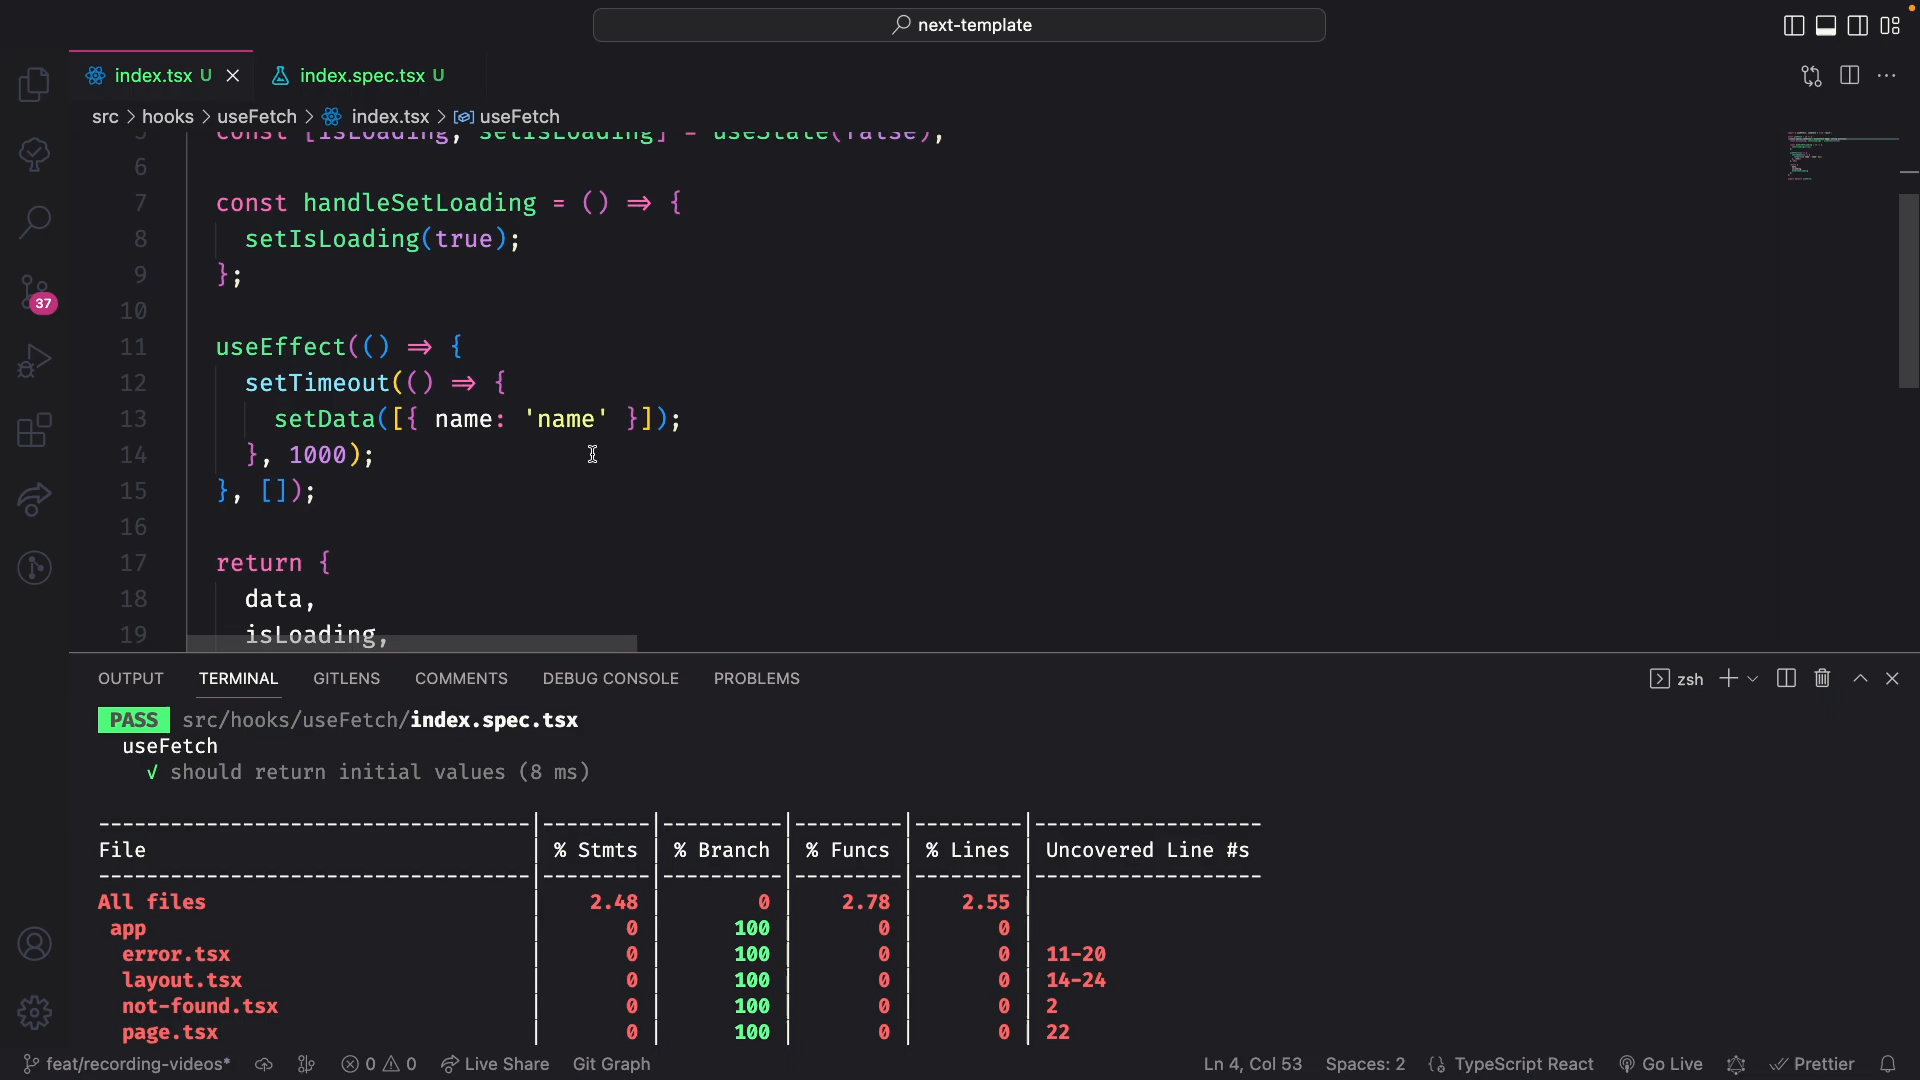 next-template
index.tsx U
index.spec.tsx U
src > hooks > useFetch > index.tsx > useFetch
5 const [isLoading, setIsLoading] = useState(false);
6
7 const handleSetLoading = () => {
8 setIsLoading(true);
9 };
10
11 useEffect(() => {
12 setTimeout(() => {
13 setData([{ name: 'name' }]);
14 }, 1000);
15 }, []);
16
17 return {
18 data,
19 isLoading,
37
OUTPUT TERMINAL GITLENS COMMENTS DEBUG CONSOLE PROBLEMS
zsh
PASS src/hooks/useFetch/index.spec.tsx
useFetch
√ should return initial values (8 ms)
File | % Stmts | % Branch | % Funcs | % Lines | Uncovered Line #s
All files | 2.48 | 0 | 2.78 | 2.55 |
app | 0 | 100 | 0 | 0 |
error.tsx | 0 | 100 | 0 | 0 | 11-20
layout.tsx | 0 | 100 | 0 | 0 | 14-24
not-found.tsx | 0 | 100 | 0 | 0 | 2
page.tsx | 0 | 100 | 0 | 0 | 22
feat/recording-videos* 0 0 Live Share Git Graph Ln 4, Col 53 Spaces: 2 {} TypeScript React Go Live Prettier